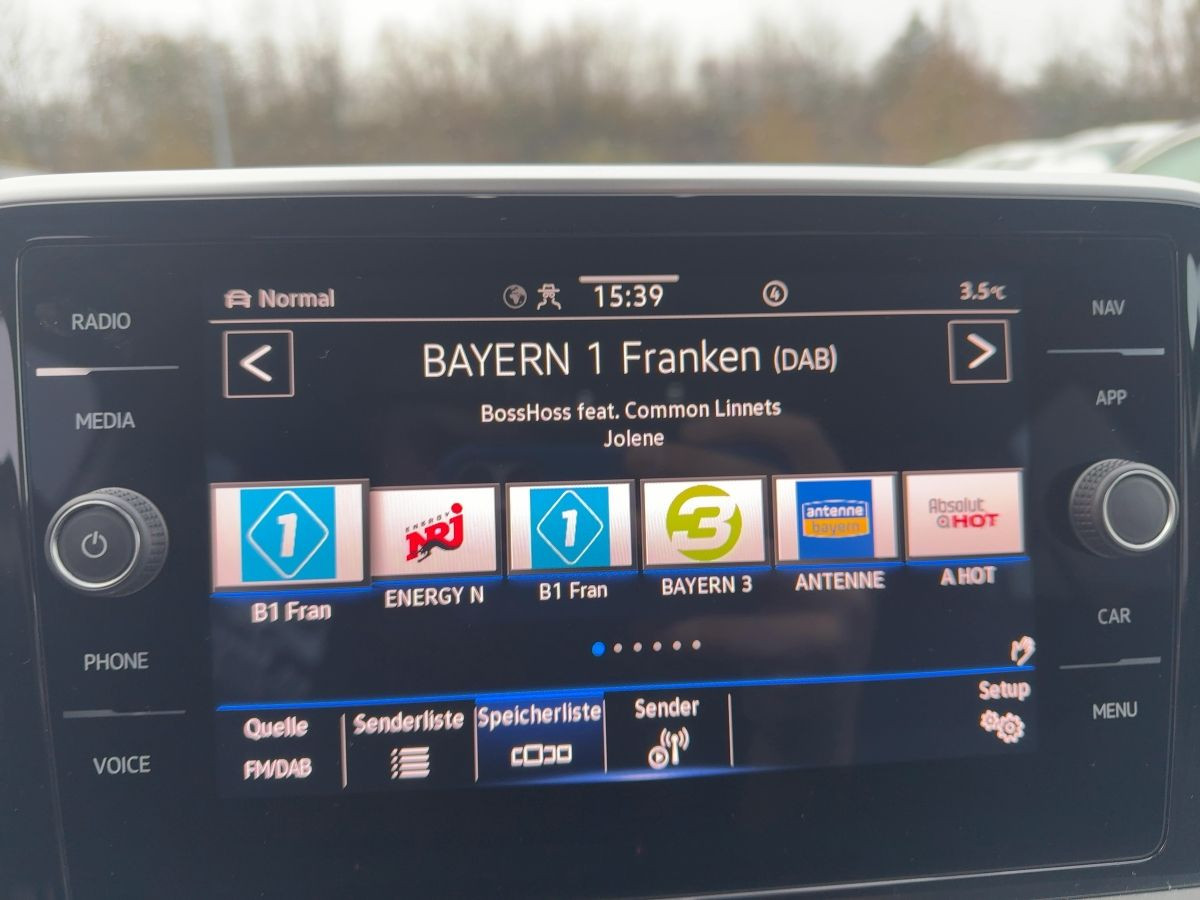 Normal
15:39
4
3.5°C
RADIO
NAV
<
BAYERN 1 Franken (DAB)
>
MEDIA
APP
BossHoss feat. Common Linnets
Jolene
1
ENERGY
NRJ
1
3
antenne
bayern
Absolut
HOT
B1 Fran
ENERGY N
B1 Fran
BAYERN 3
ANTENNE
A HOT
PHONE
CAR
VOICE
MENU
Quelle
FM/DAB
Senderliste
Speicherliste
Sender
Setup